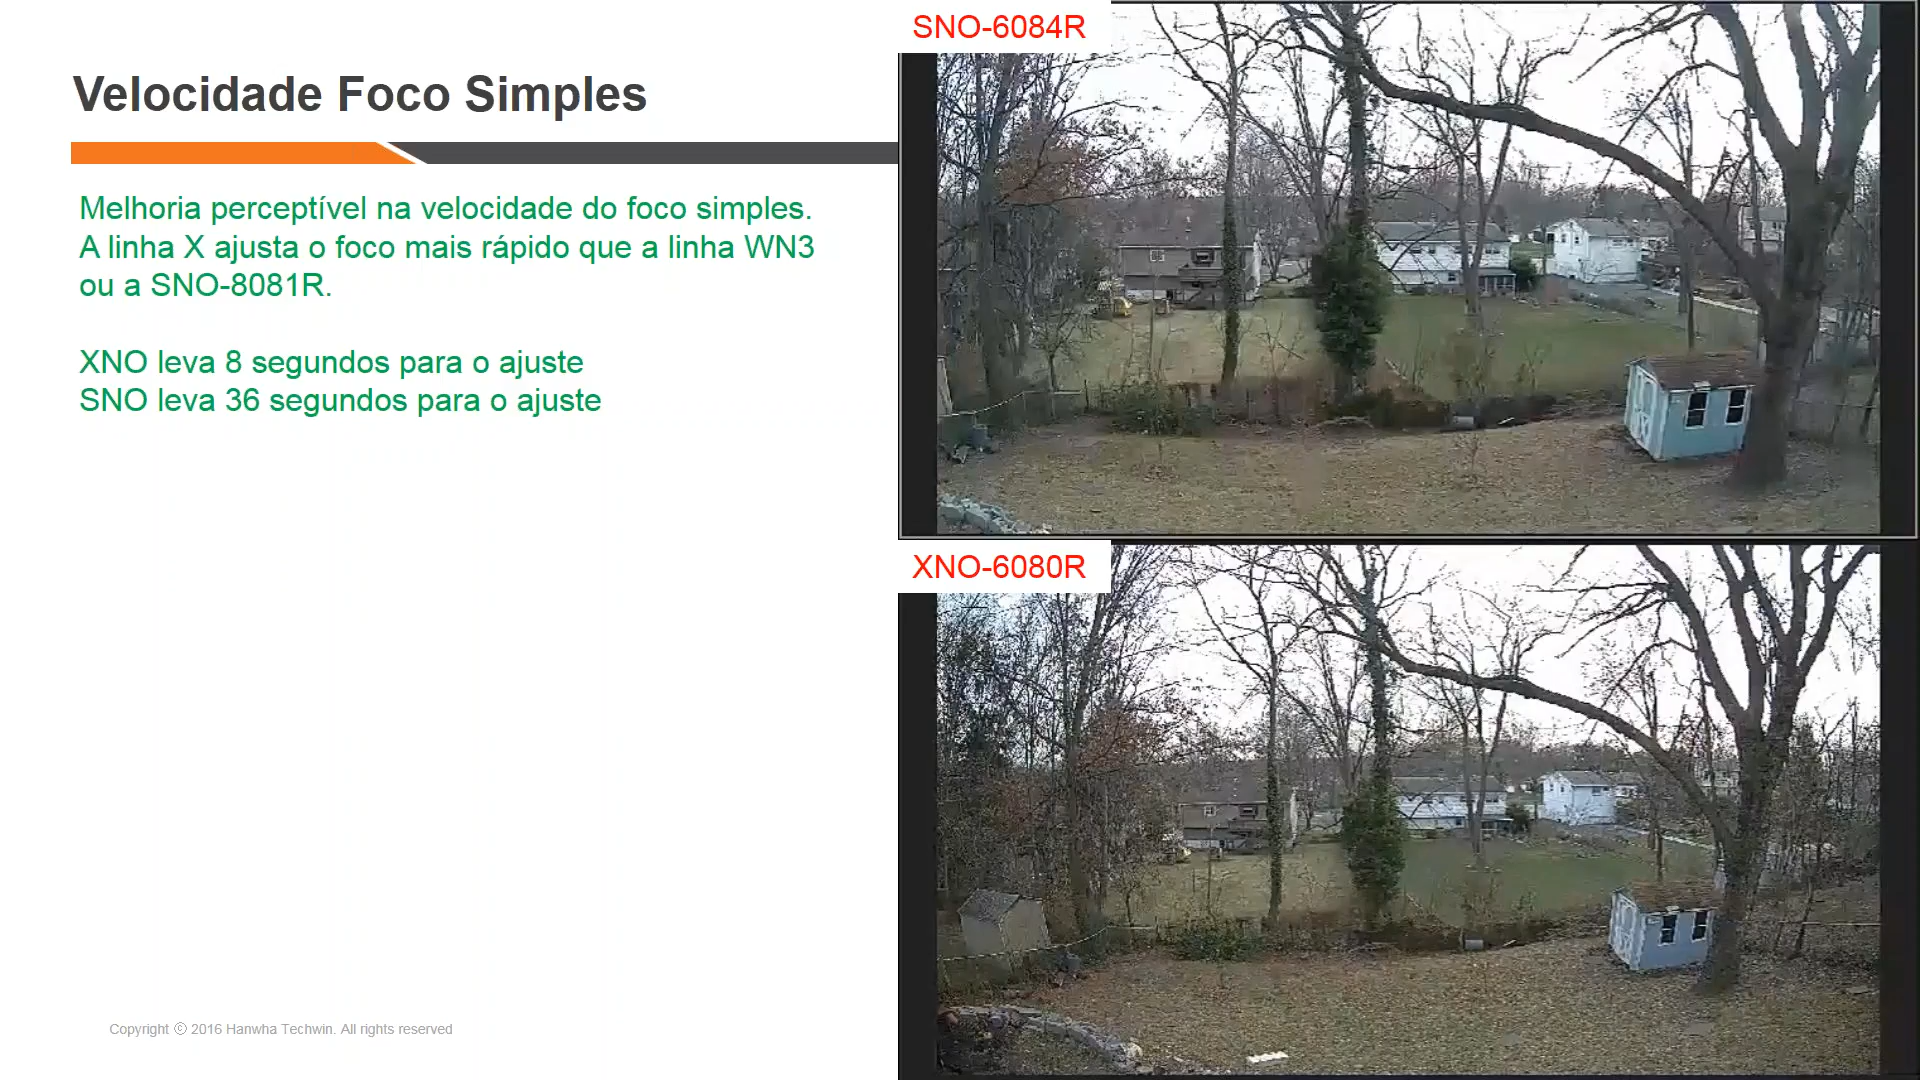 SNO-6084R
Velocidade Foco Simples
Melhoria perceptível na velocidade do foco simples.
A linha X ajusta o foco mais rápido que a linha WN3
ou a SNO-8081R.
XNO leva 8 segundos para o ajuste
SNO leva 36 segundos para o ajuste
XNO-6080R
Copyright © 2016 Hanwha Techwin. All rights reserved